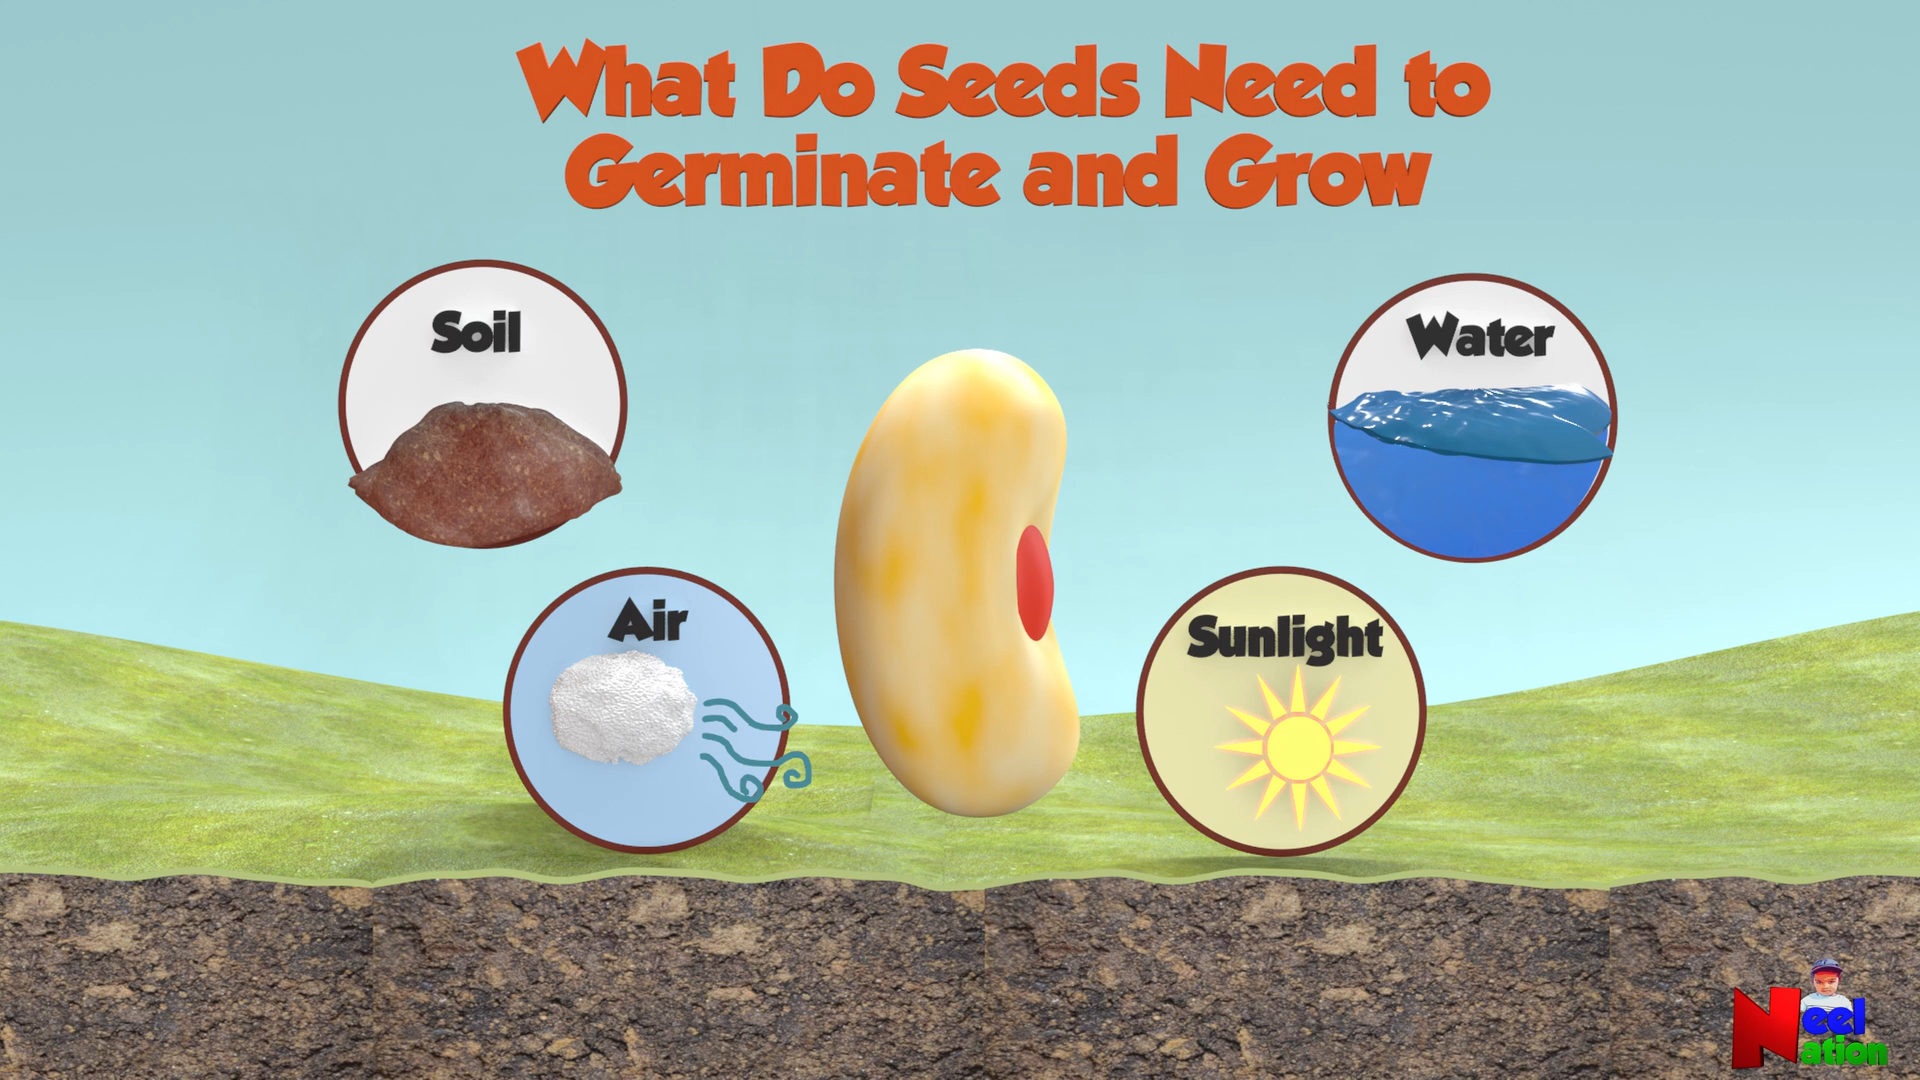 What Do Seeds Need to
Germinate and Grow
Soil
Water
Air
Sunlight
Neel
Nation